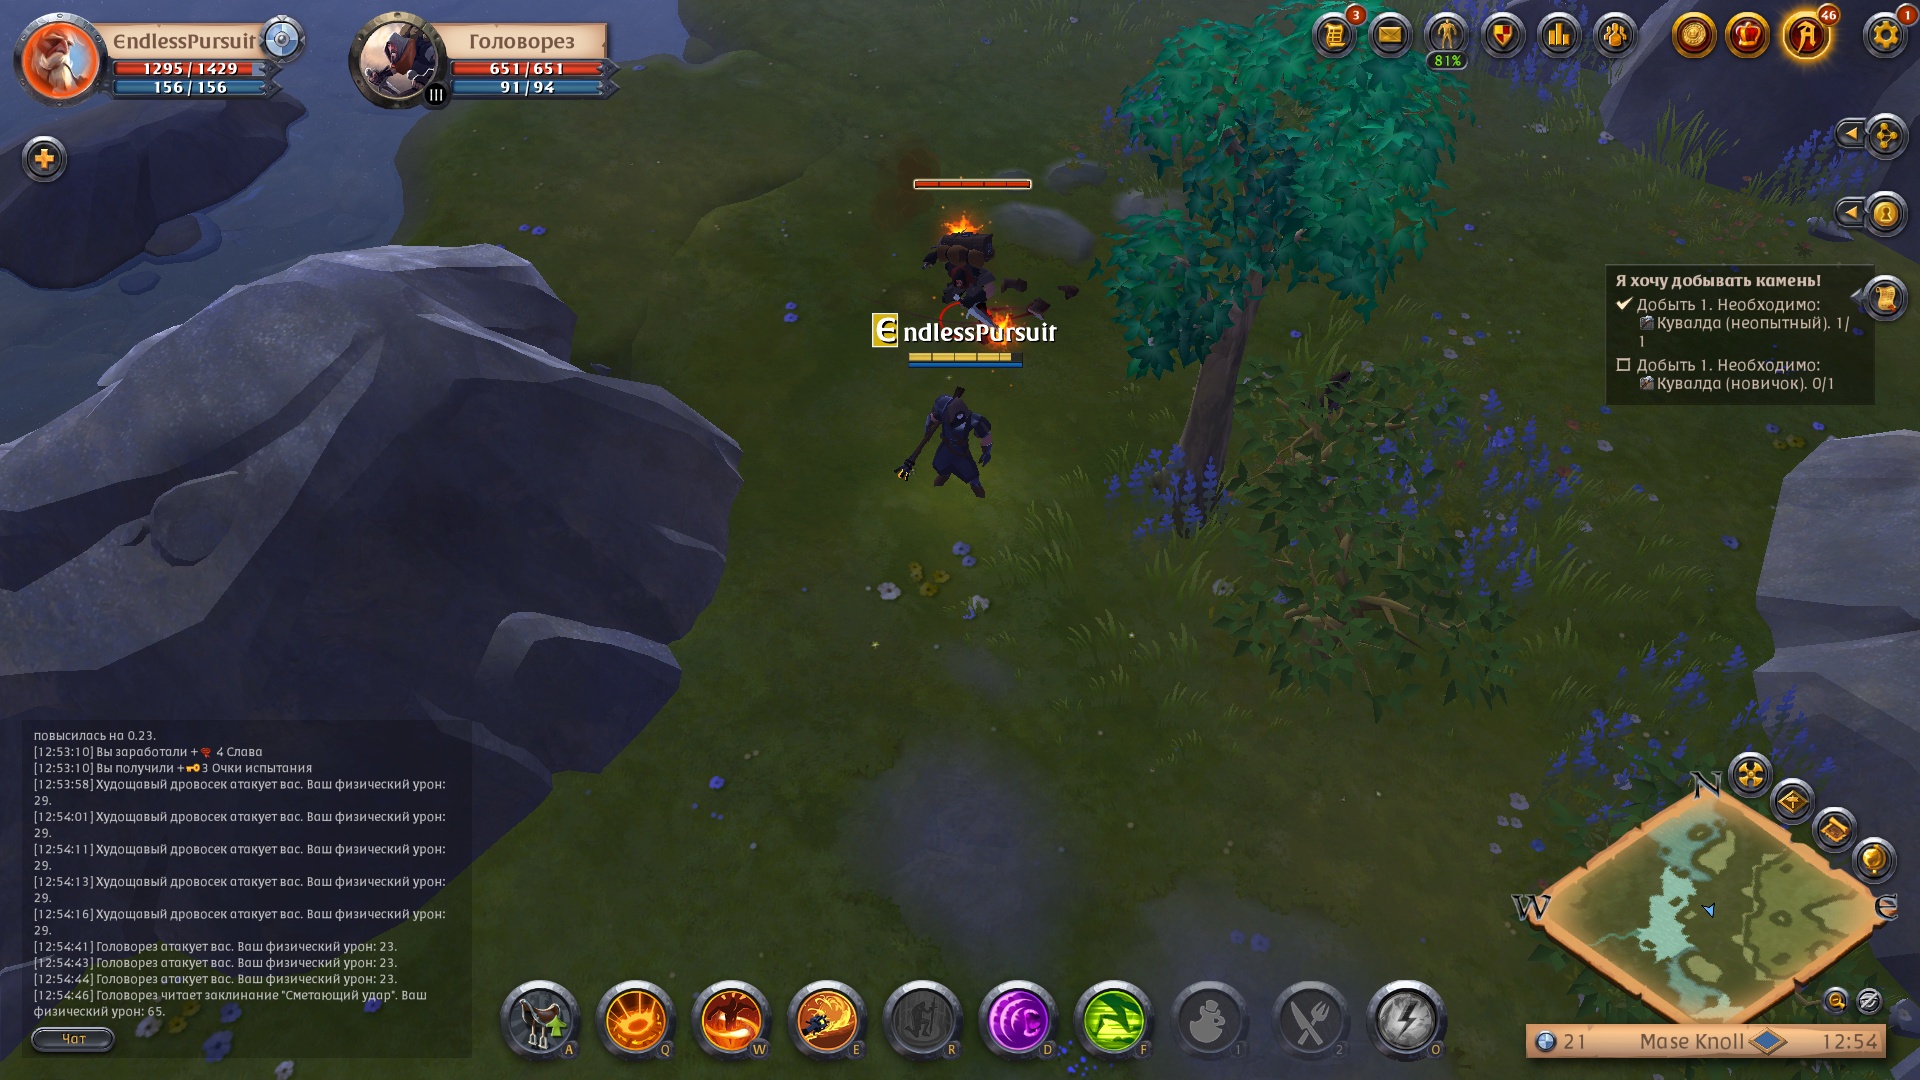 EndlessPursuit
1295 / 1429
156 / 156
Головорез
651 / 651
91 / 94
III
3
81%
46
1
Я хочу добывать камень!
Добыть 1. Необходимо:
Кувалда (неопытный). 1/
1
Добыть 1. Необходимо:
Кувалда (новичок). 0/1
EndlessPursuit
повысилась на 0.23.
[12:53:10] Вы заработали + 4 Слава
[12:53:10] Вы получили + 3 Очки испытания
[12:53:58] Худощавый дровосек атакует вас. Ваш физический урон:
29.
[12:54:01] Худощавый дровосек атакует вас. Ваш физический урон:
29.
[12:54:11] Худощавый дровосек атакует вас. Ваш физический урон:
29.
[12:54:13] Худощавый дровосек атакует вас. Ваш физический урон:
29.
[12:54:16] Худощавый дровосек атакует вас. Ваш физический урон:
29.
[12:54:41] Головорез атакует вас. Ваш физический урон: 23.
[12:54:43] Головорез атакует вас. Ваш физический урон: 23.
[12:54:44] Головорез атакует вас. Ваш физический урон: 23.
[12:54:46] Головорез читает заклинание "Сметающий удар". Ваш
физический урон: 65.
Чат
A
Q
W
E
R
D
F
1
2
O
N
W
E
21
Mase Knoll
12:54